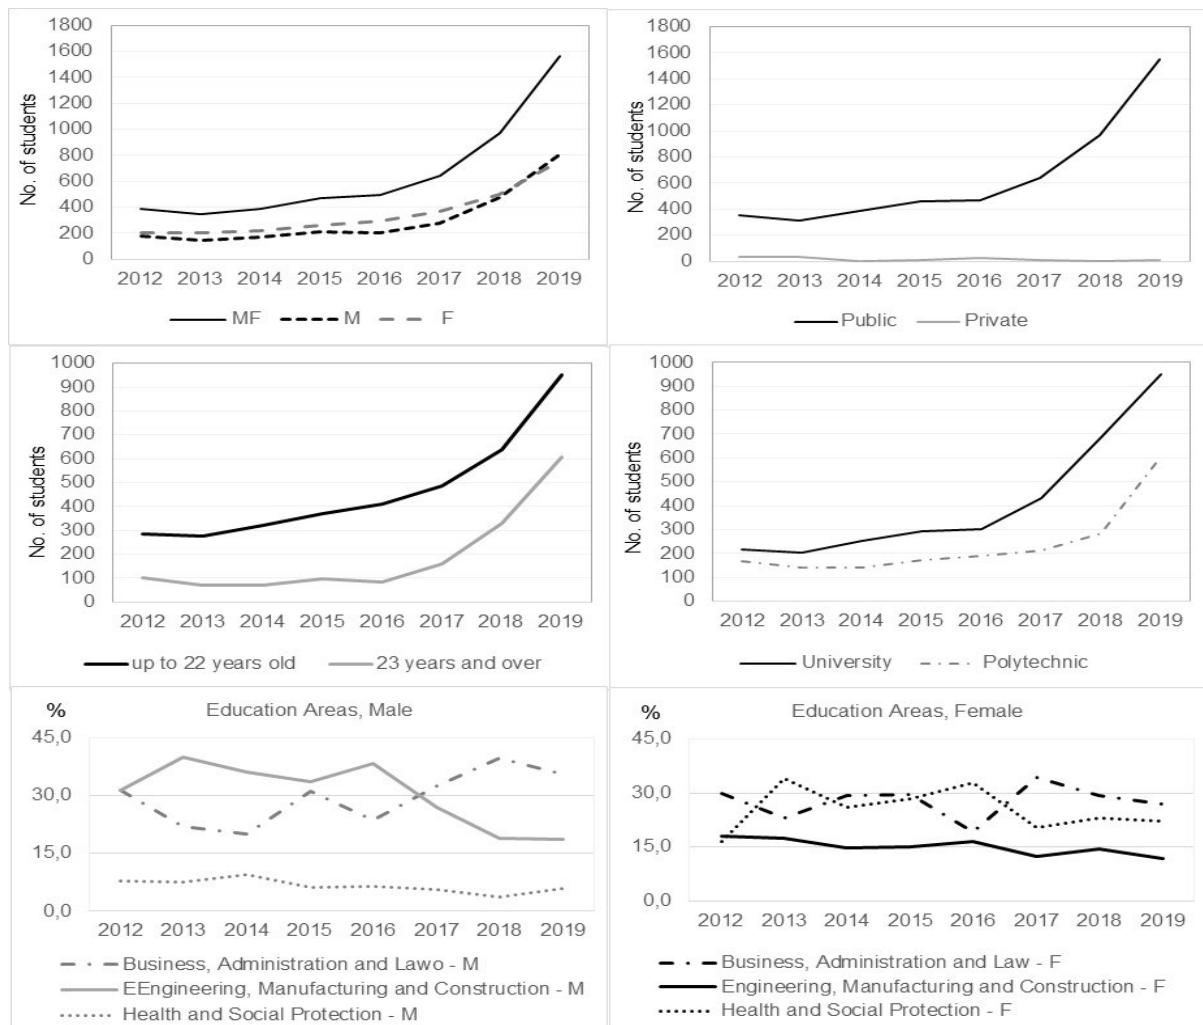 1800
1600
1400
1200
1000
800
600
400
200
0
No. of students
2012 2013 2014 2015 2016 2017 2018 2019
MF M F
1800
1600
1400
1200
1000
800
600
400
200
0
No. of students
2012 2013 2014 2015 2016 2017 2018 2019
Public Private
1000
900
800
700
600
500
400
300
200
100
0
No. of students
2012 2013 2014 2015 2016 2017 2018 2019
up to 22 years old 23 years and over
1000
900
800
700
600
500
400
300
200
100
0
No. of students
2012 2013 2014 2015 2016 2017 2018 2019
University Polytechnic
% Education Areas, Male
45,0
30,0
15,0
0,0
2012 2013 2014 2015 2016 2017 2018 2019
Business, Administration and Lawo - M
EEngineering, Manufacturing and Construction - M
Health and Social Protection - M
% Education Areas, Female
45,0
30,0
15,0
0,0
2012 2013 2014 2015 2016 2017 2018 2019
Business, Administration and Law - F
Engineering, Manufacturing and Construction - F
Health and Social Protection - F